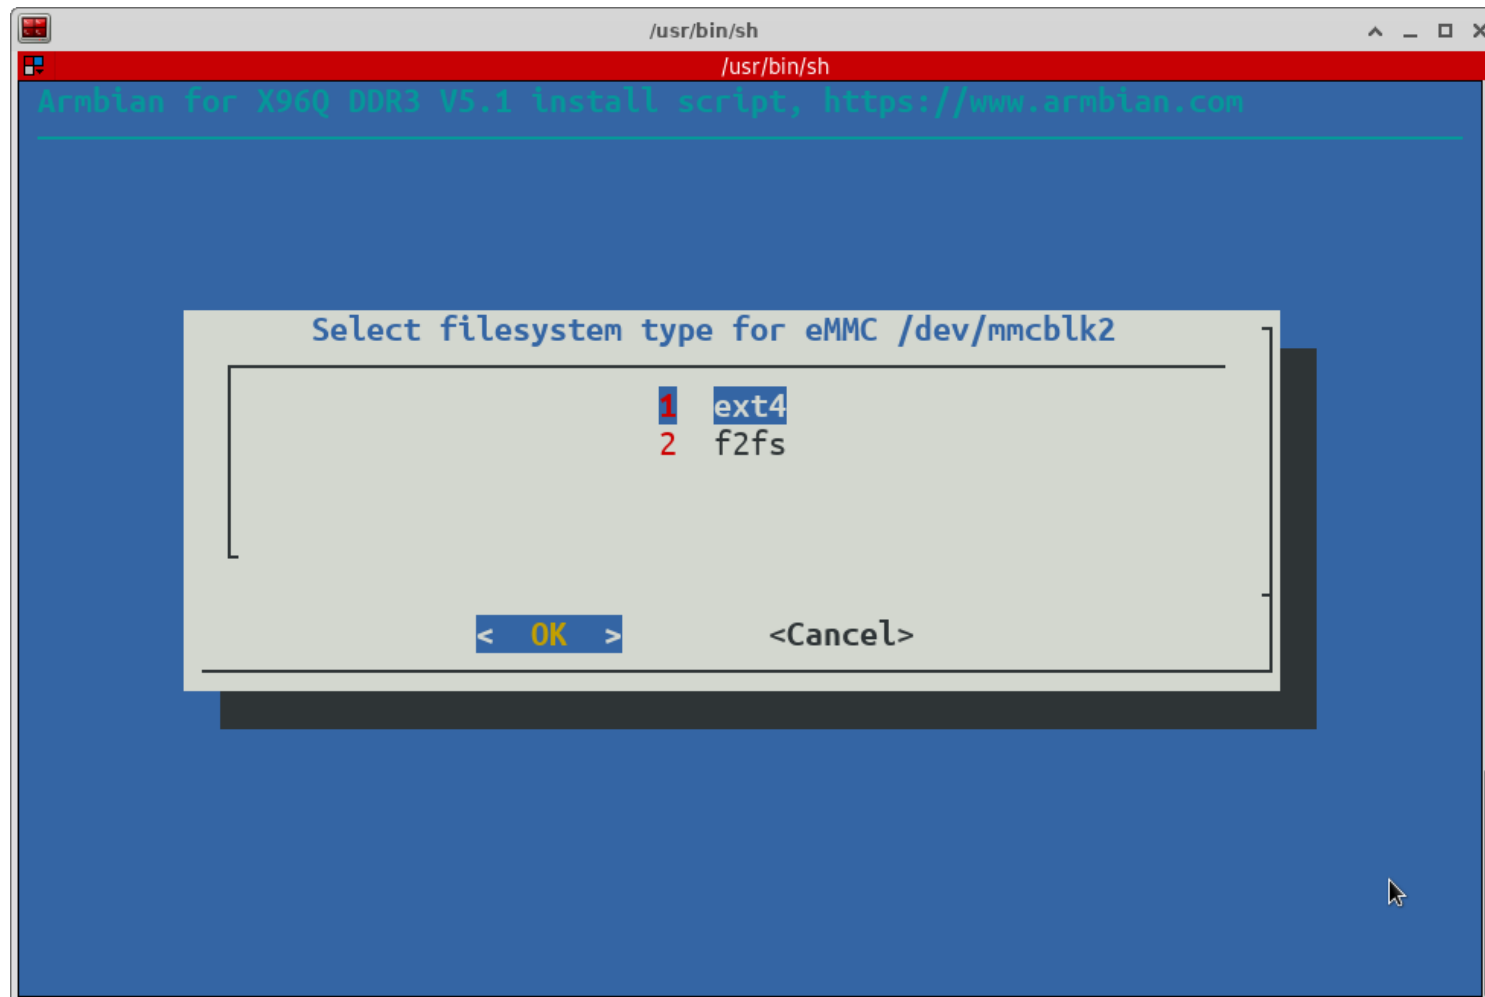 /usr/bin/sh
/usr/bin/sh
Armbian for X96Q DDR3 V5.1 install script, https://www.armbian.com
Select filesystem type for eMMC /dev/mmcblk2
1 ext4
2 f2fs
< OK > <Cancel>